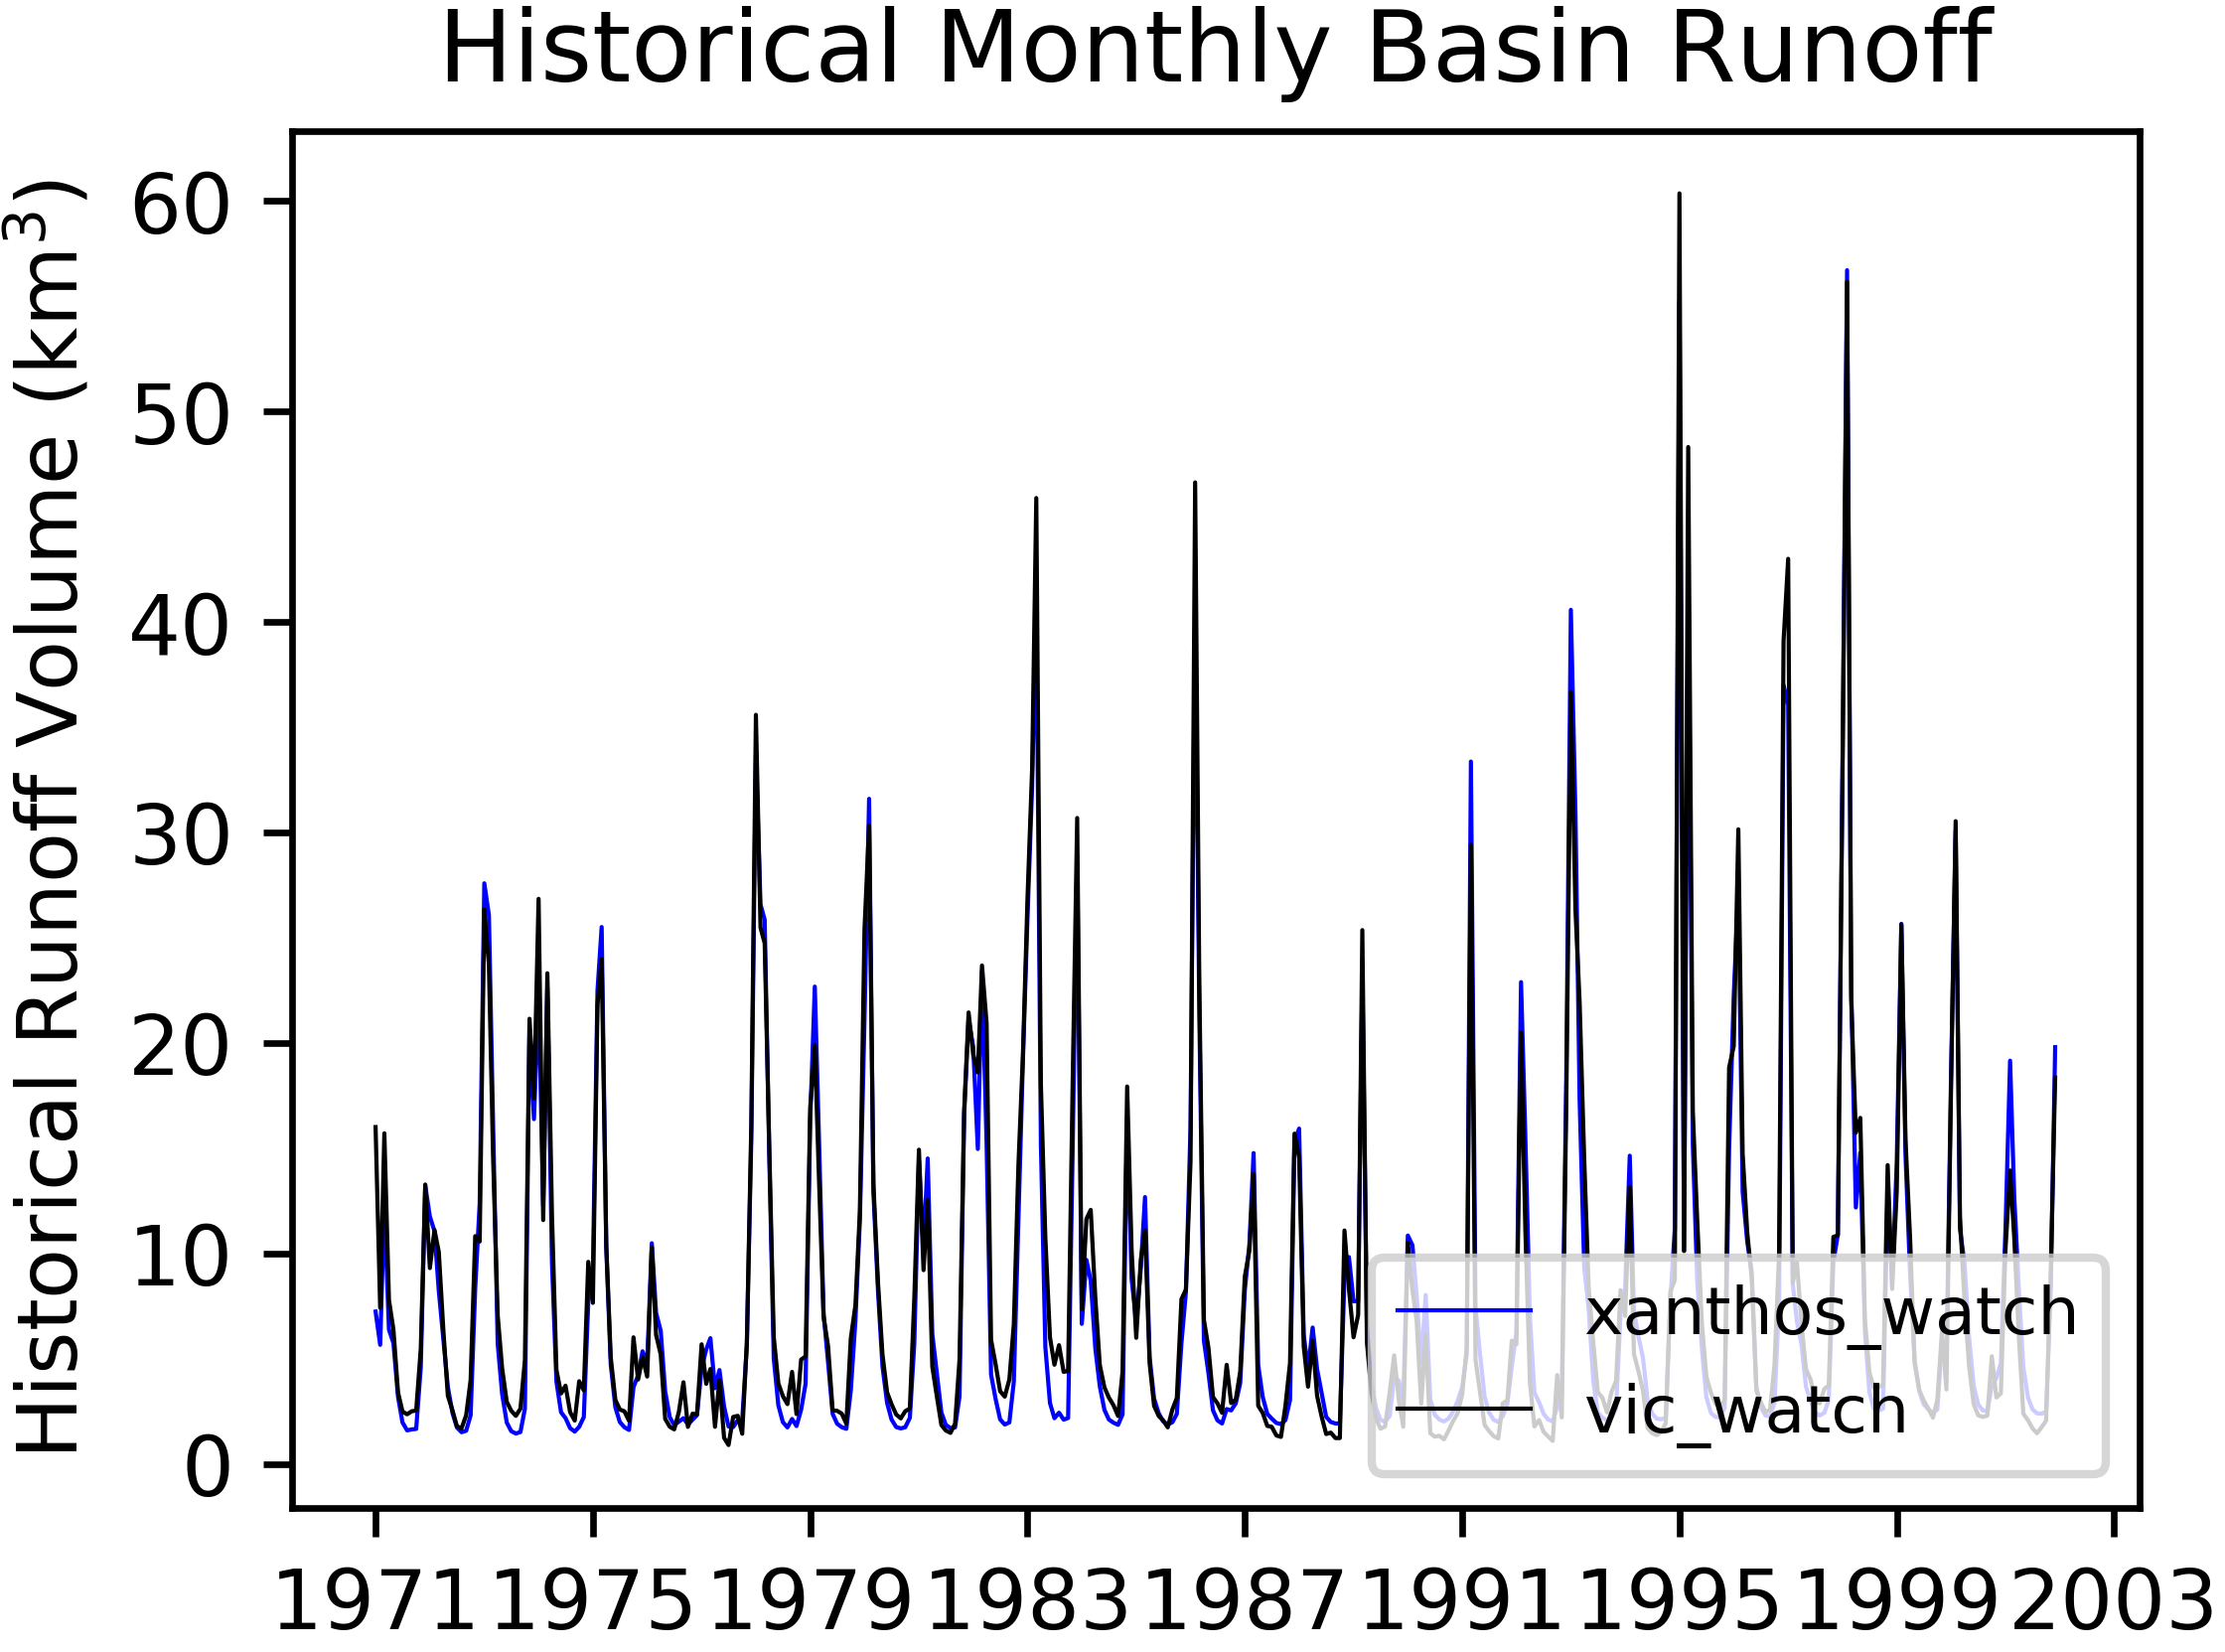 Historical Monthly Basin Runoff
Historical Runoff Volume (km³)
60
50
40
30
20
10
0
xanthos_watch
vic_watch
1971 1975 1979 1983 1987 1991 1995 1999 2003